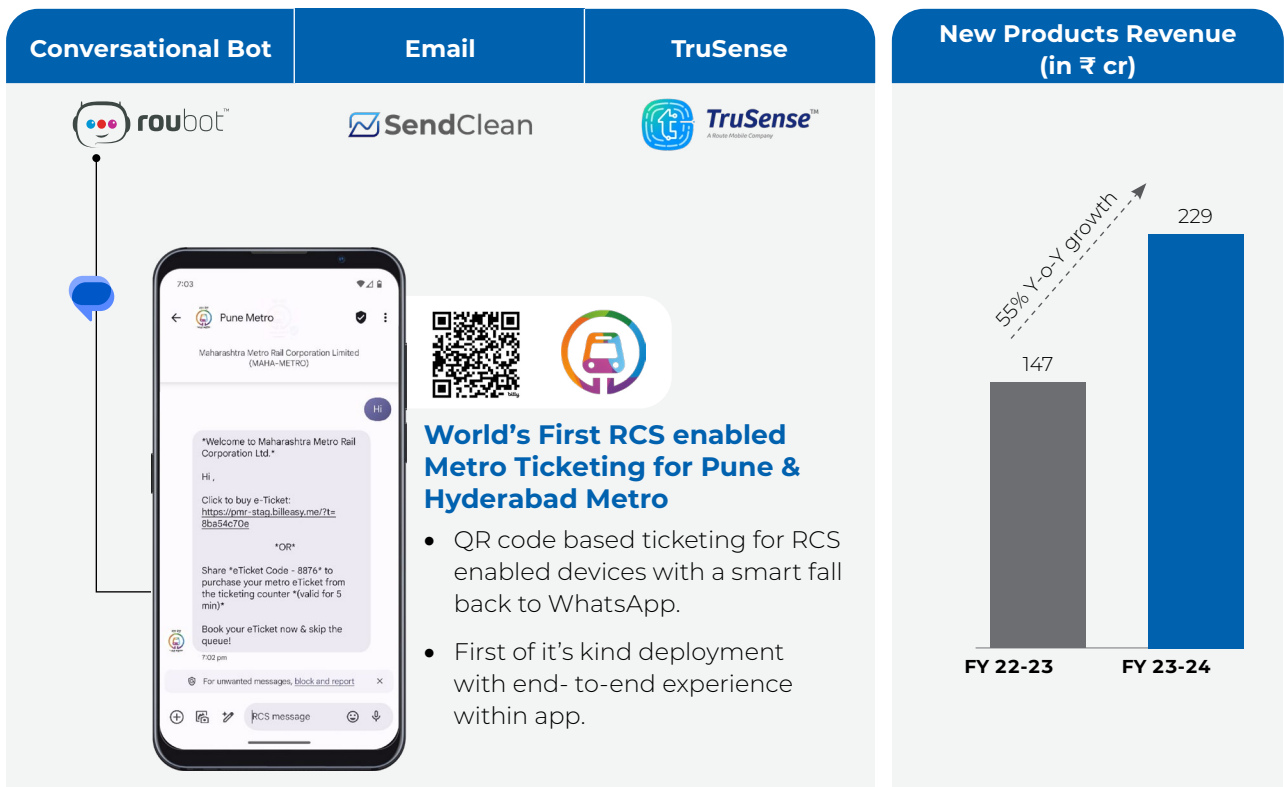 Conversational Bot
Email
TruSense
roubot™
SendClean
TruSense™
A Route Mobile Company
7:03
Pune Metro
Maharashtra Metro Rail Corporation Limited
(MAHA-METRO)
Hi
*Welcome to Maharashtra Metro Rail
Corporation Ltd.*
Hi ,
Click to buy e-Ticket:
https://pmr-stag.billeasy.me/?t=
8ba54c70e
*OR*
Share *eTicket Code - 8876* to
purchase your metro eTicket from
the ticketing counter *(valid for 5
min)*
Book your eTicket now & skip the
queue!
7:02 pm
For unwanted messages, block and report
RCS message
bitly
World's First RCS enabled
Metro Ticketing for Pune &
Hyderabad Metro
• QR code based ticketing for RCS
enabled devices with a smart fall
back to WhatsApp.
• First of it's kind deployment
with end- to-end experience
within app.
New Products Revenue
(in ₹ cr)
55% Y-o-Y growth
229
147
FY 22-23
FY 23-24